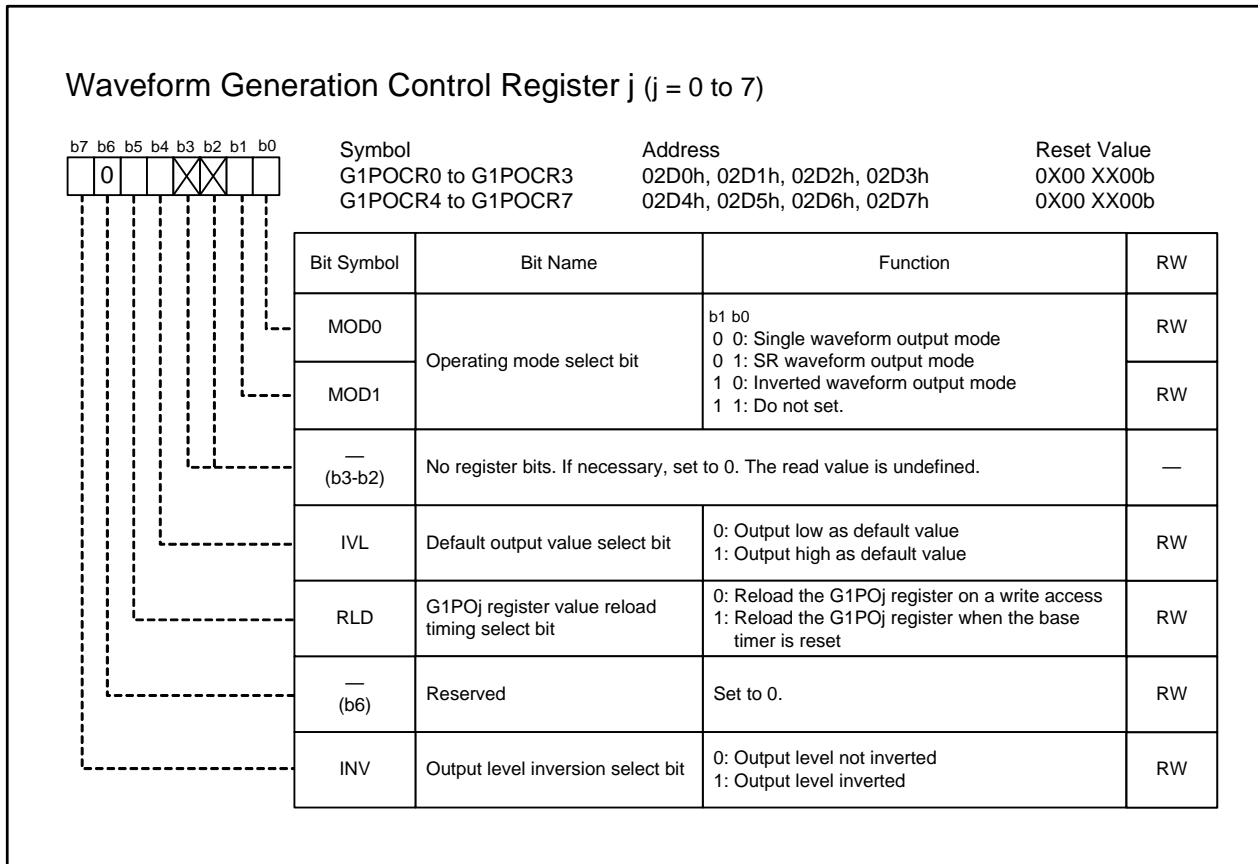 Waveform Generation Control Register j (j = 0 to 7)
b7 b6 b5 b4 b3 b2 b1 b0
0
Symbol Address Reset Value
G1POCR0 to G1POCR3 02D0h, 02D1h, 02D2h, 02D3h 0X00 XX00b
G1POCR4 to G1POCR7 02D4h, 02D5h, 02D6h, 02D7h 0X00 XX00b
Bit Symbol Bit Name Function RW
MOD0 RW
MOD1 RW
Operating mode select bit
b1 b0
0 0: Single waveform output mode
0 1: SR waveform output mode
1 0: Inverted waveform output mode
1 1: Do not set.
—
(b3-b2)
No register bits. If necessary, set to 0. The read value is undefined.
—
IVL
Default output value select bit
0: Output low as default value
1: Output high as default value
RW
RLD
G1POj register value reload
timing select bit
0: Reload the G1POj register on a write access
1: Reload the G1POj register when the base
timer is reset
RW
—
(b6)
Reserved
Set to 0.
RW
INV
Output level inversion select bit
0: Output level not inverted
1: Output level inverted
RW